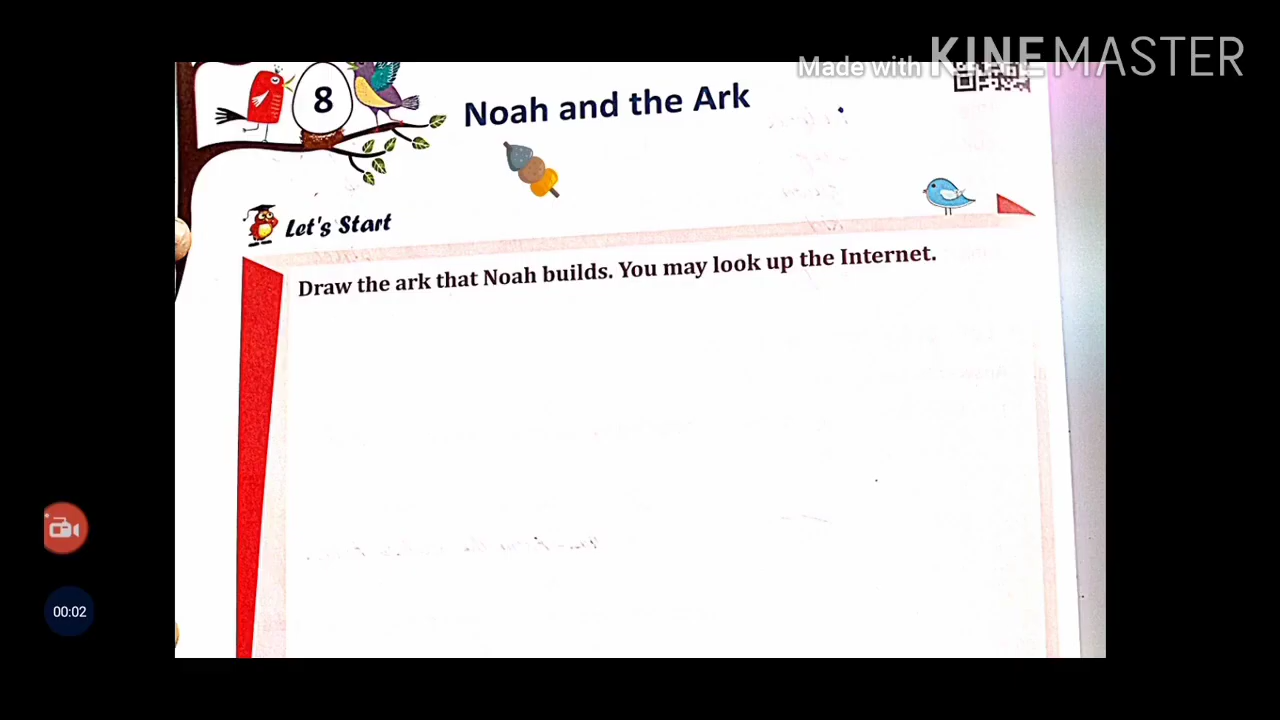 Made with KINEMASTER
8
Noah and the Ark
Let's Start
Draw the ark that Noah builds. You may look up the Internet.
00:02